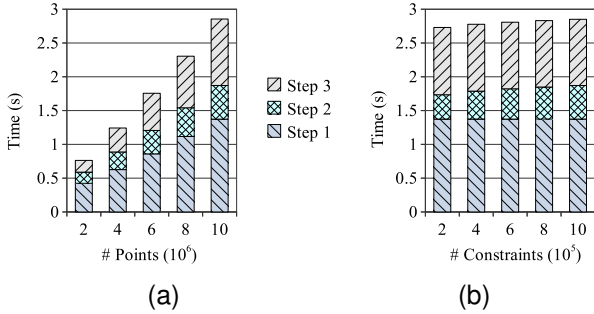 3
2.5
2
1.5
1
0.5
0
Time (s)
2 4 6 8 10
# Points (10⁶)
(a)
Step 3
Step 2
Step 1
3
2.5
2
1.5
1
0.5
0
Time (s)
2 4 6 8 10
# Constraints (10⁵)
(b)